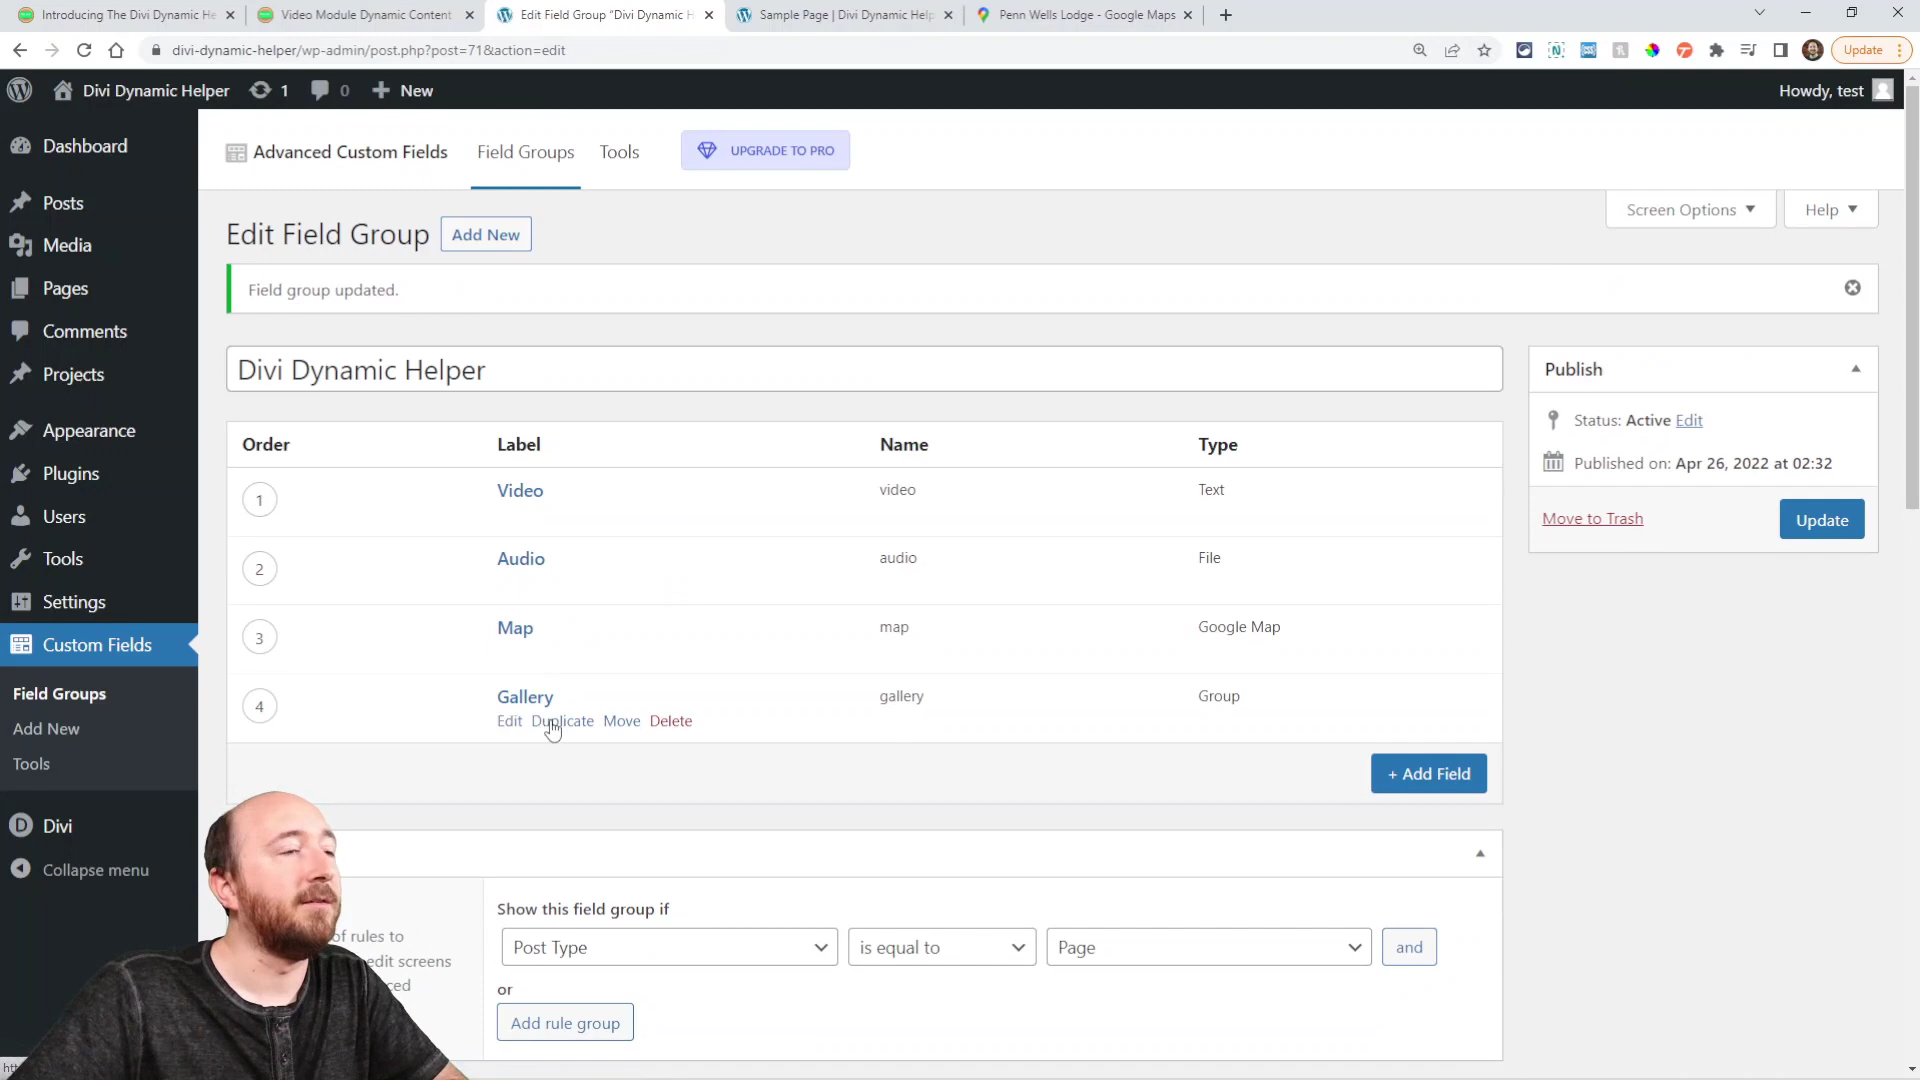 Introducing The Divi Dynamic He
Video Module Dynamic Content
Edit Field Group "Divi Dynamic H
Sample Page | Divi Dynamic Help
Penn Wells Lodge - Google Maps
divi-dynamic-helper/wp-admin/post.php?post=71&action=edit
Update
Divi Dynamic Helper
1
0
New
Howdy, test
Dashboard
Posts
Media
Pages
Comments
Projects
Appearance
Plugins
Users
Tools
Settings
Custom Fields
Field Groups
Add New
Tools
Divi
Collapse menu
Advanced Custom Fields
Field Groups
Tools
UPGRADE TO PRO
Screen Options
Help
Edit Field Group
Add New
Field group updated.
Divi Dynamic Helper
Order Label Name Type
1 Video video Text
2 Audio audio File
3 Map map Google Map
4 Gallery gallery Group
Edit Duplicate Move Delete
+ Add Field
Publish
Status: Active Edit
Published on: Apr 26, 2022 at 02:32
Move to Trash
Update
of rules to
edit screens
ced
Show this field group if
Post Type
is equal to
Page
and
or
Add rule group